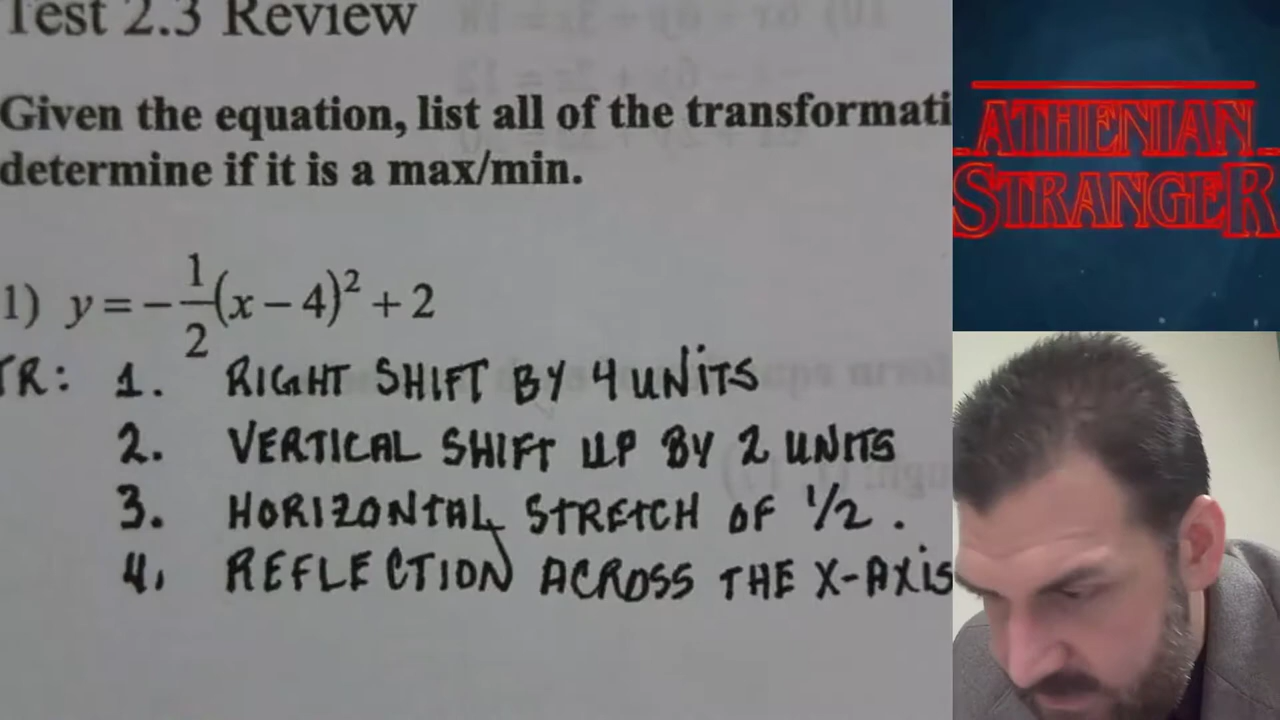 Test 2.3 Review
Given the equation, list all of the transformati
determine if it is a max/min.
1) y = -1/2(x - 4)² + 2
TR: 1. RIGHT SHIFT BY 4 UNITS
2. VERTICAL SHIFT UP BY 2 UNITS
3. HORIZONTAL STRETCH OF 1/2.
4. REFLECTION ACROSS THE X-AXIS
ATHENIAN
STRANGER